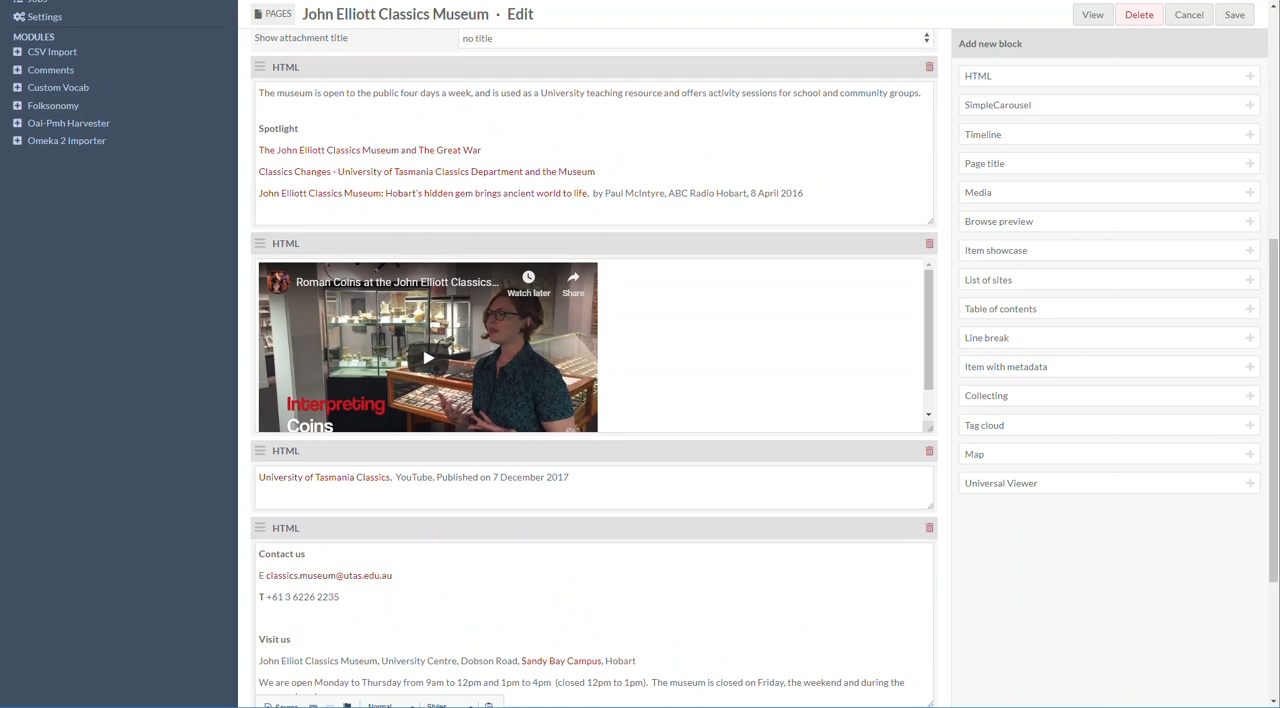 Jobs
Settings
MODULES
CSV Import
Comments
Custom Vocab
Folksonomy
Oai-Pmh Harvester
Omeka 2 Importer
PAGES John Elliott Classics Museum · Edit
View Delete Cancel Save
Show attachment title no title
HTML
The museum is open to the public four days a week, and is used as a University teaching resource and offers activity sessions for school and community groups.
Spotlight
The John Elliott Classics Museum and The Great War
Classics Changes - University of Tasmania Classics Department and the Museum
John Elliott Classics Museum: Hobart's hidden gem brings ancient world to life, by Paul McIntyre, ABC Radio Hobart, 8 April 2016
HTML
Roman Coins at the John Elliott Classics...
Watch later Share
Interpreting
Coins
HTML
University of Tasmania Classics, YouTube, Published on 7 December 2017
HTML
Contact us
E classics.museum@utas.edu.au
T +61 3 6226 2235
Visit us
John Elliot Classics Museum, University Centre, Dobson Road, Sandy Bay Campus, Hobart
We are open Monday to Thursday from 9am to 12pm and 1pm to 4pm (closed 12pm to 1pm). The museum is closed on Friday, the weekend and during the
Source Normal Styles
Add new block
HTML
SimpleCarousel
Timeline
Page title
Media
Browse preview
Item showcase
List of sites
Table of contents
Line break
Item with metadata
Collecting
Tag cloud
Map
Universal Viewer